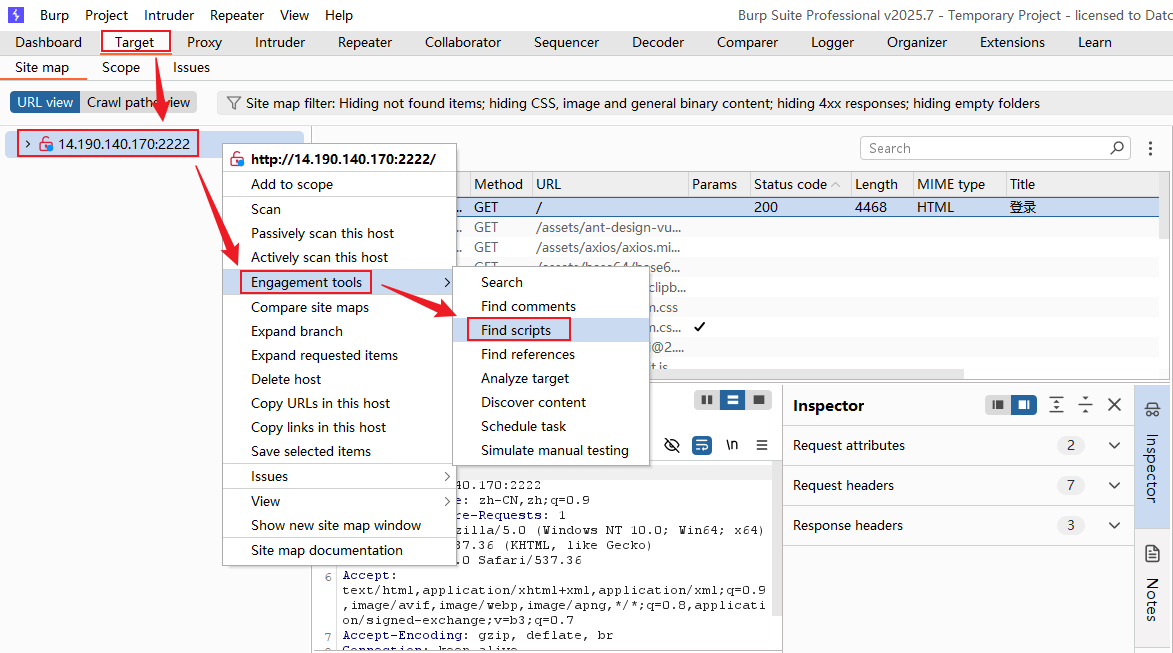 Burp Project Intruder Repeater View Help Burp Suite Professional v2025.7 - Temporary Project - licensed to
Dashboard Target Proxy Intruder Repeater Collaborator Sequencer Decoder Comparer Logger Organizer Extensions Learn
Site map Scope Issues
URL view Crawl path view Site map filter: Hiding not found items; hiding CSS, image and general binary content; hiding 4xx responses; hiding empty folders
14.190.140.170:2222
Search
http://14.190.140.170:2222/
Add to scope
Scan
Passively scan this host
Actively scan this host
Engagement tools
Compare site maps
Expand branch
Expand requested items
Delete host
Copy URLs in this host
Copy links in this host
Save selected items
Issues
View
Show new site map window
Site map documentation
Search
Find comments
Find scripts
Find references
Analyze target
Discover content
Schedule task
Simulate manual testing
Method URL Params Status code Length MIME type Title
GET / 200 4468 HTML 登录
GET /assets/ant-design-vu...
GET /assets/axios/axios.mi...
GET
clipb...
.css
.cs...
@2....
\n
Inspector
Request attributes 2
Request headers 7
Response headers 3
Inspector
Notes
40.170:2222
e: zh-CN,zh;q=0.9
re-Requests: 1
zilla/5.0 (Windows NT 10.0; Win64; x64)
37.36 (KHTML, like Gecko)
.0 Safari/537.36
6 Accept:
text/html,application/xhtml+xml,application/xml;q=0.9
,image/avif,image/webp,image/apng,*/*;q=0.8,applicati
on/signed-exchange;v=b3;q=0.7
7 Accept-Encoding: gzip, deflate, br